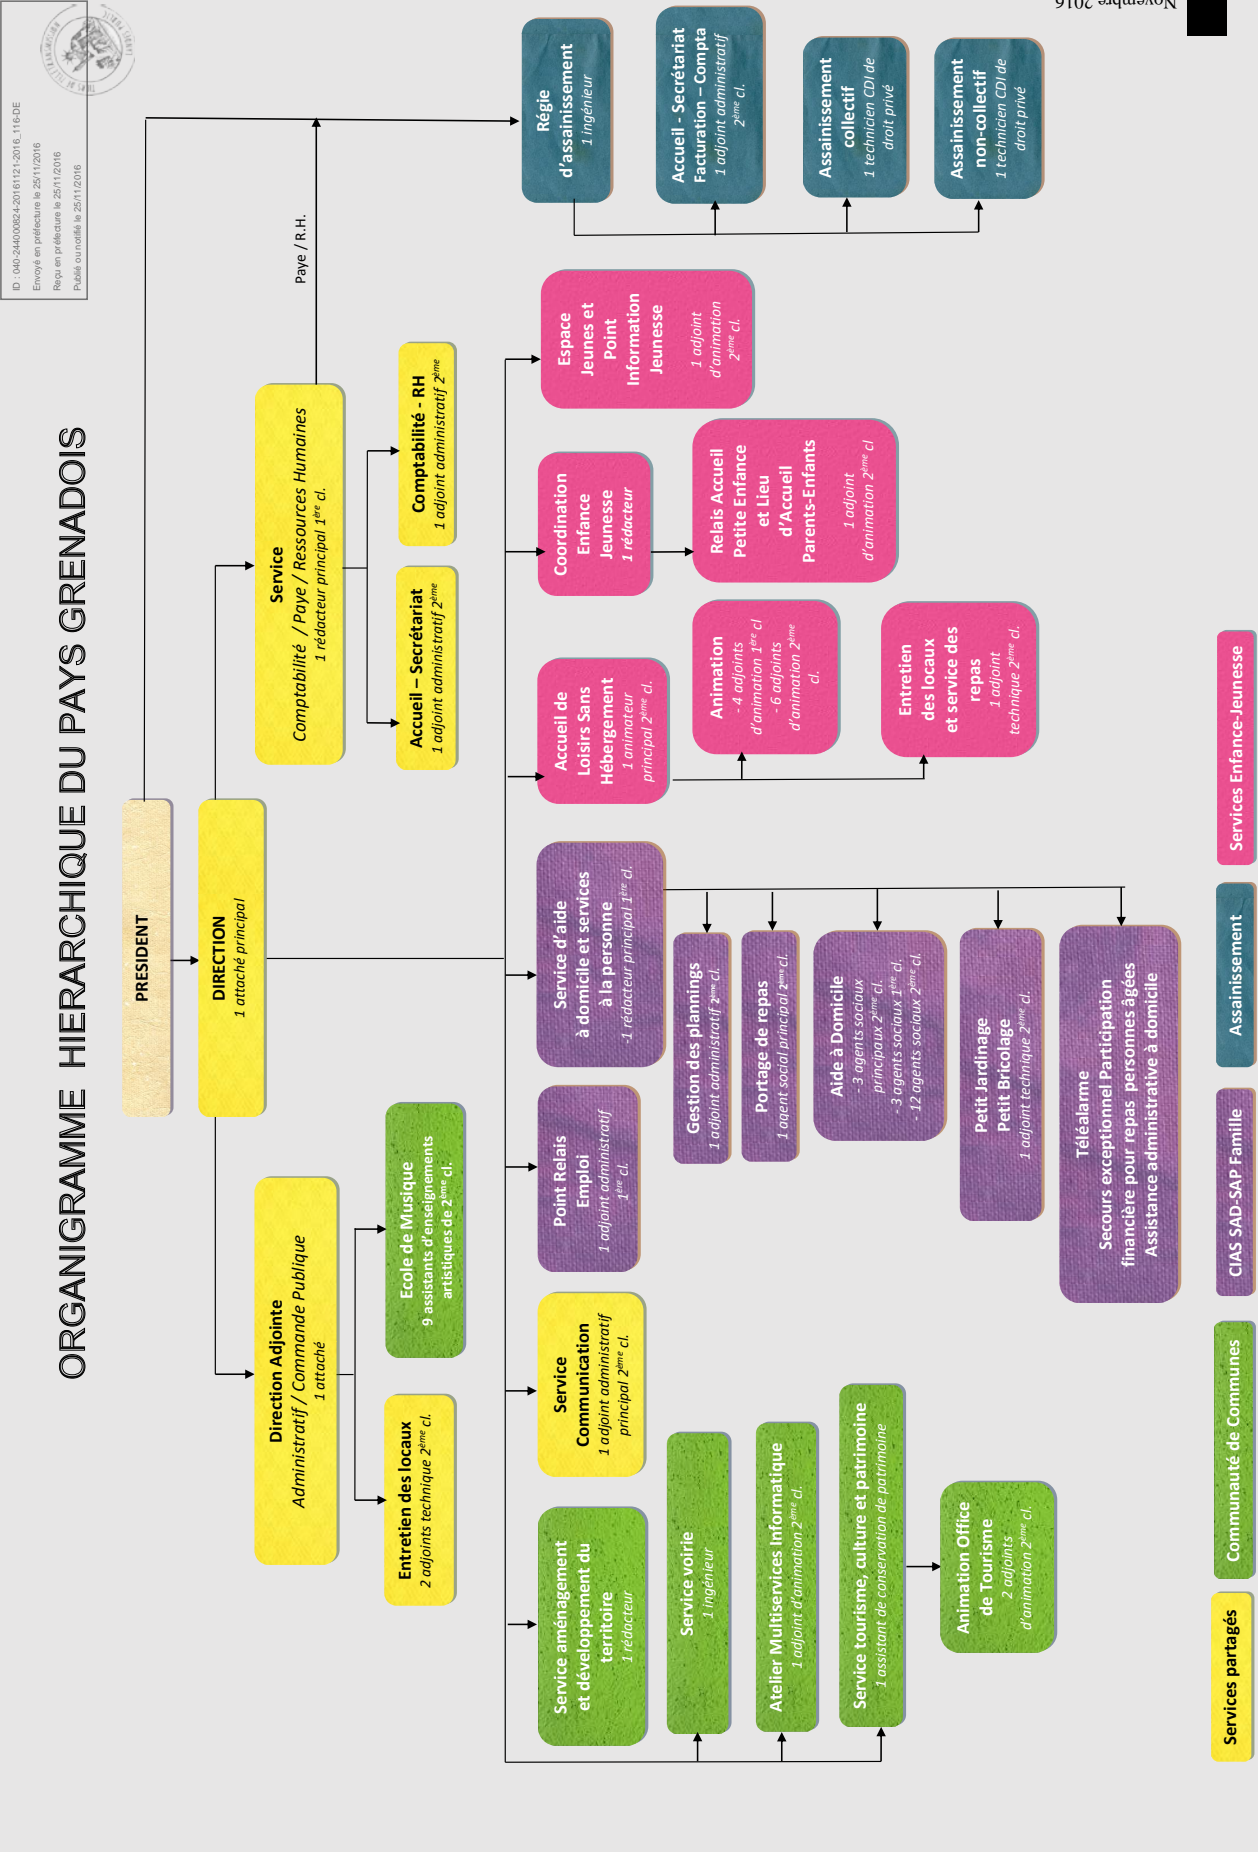 ID : 040-244000824-20161121-2016_116-DE
Envoyé en préfecture le 25/11/2016
Reçu en préfecture le 25/11/2016
Publié ou notifié le 25/11/2016
ORGANIGRAMME HIERARCHIQUE DU PAYS GRENADOIS
PRESIDENT
DIRECTION
1 attaché principal
Direction Adjointe
Administratif / Commande Publique
1 attaché
Service
Comptabilité / Paye / Ressources Humaines
1 rédacteur principal 1ère cl.
Paye / R.H.
Entretien des locaux
2 adjoints technique 2ème cl.
Ecole de Musique
9 assistants d'enseignements
artistiques de 2ème cl.
Accueil – Secrétariat
1 adjoint administratif 2ème
Comptabilité - RH
1 adjoint administratif 2ème
Service aménagement
et développement du
territoire
1 rédacteur
Service
Communication
1 adjoint administratif
principal 2ème cl.
Point Relais
Emploi
1 adjoint administratif
1ère cl.
Service d'aide
à domicile et services
à la personne
-1 rédacteur principal 1ère cl.
Accueil de
Loisirs Sans
Hébergement
1 animateur
principal 2ème cl.
Coordination
Enfance
Jeunesse
1 rédacteur
Espace
Jeunes et
Point
Information
Jeunesse
1 adjoint
d'animation
2ème cl.
Régie
d'assainissement
1 ingénieur
Service voirie
1 ingénieur
Atelier Multiservices Informatique
1 adjoint d'animation 2ème cl.
Service tourisme, culture et patrimoine
1 assistant de conservation de patrimoine
Animation Office
de Tourisme
2 adjoints
d'animation 2ème cl.
Gestion des plannings
1 adjoint administratif 2ème cl.
Portage de repas
1 agent social principal 2ème cl.
Aide à Domicile
- 3 agents sociaux
principaux 2ème cl.
- 3 agents sociaux 1ère cl.
- 12 agents sociaux 2ème cl.
Petit Jardinage
Petit Bricolage
1 adjoint technique 2ème cl.
Téléalarme
Secours exceptionnel Participation
financière pour repas personnes âgées
Assistance administrative à domicile
Animation
- 4 adjoints
d'animation 1ère cl
- 6 adjoints
d'animation 2ème
cl.
Entretien
des locaux
et service des
repas
1 adjoint
technique 2ème cl.
Relais Accueil
Petite Enfance
et Lieu
d'Accueil
Parents-Enfants
1 adjoint
d'animation 2ème cl
Accueil - Secrétariat
Facturation – Compta
1 adjoint administratif
2ème cl.
Assainissement
collectif
1 technicien CDI de
droit privé
Assainissement
non-collectif
1 technicien CDI de
droit privé
Services partagés
Communauté de Communes
CIAS SAD-SAP Famille
Assainissement
Services Enfance-Jeunesse
Novembre 2016